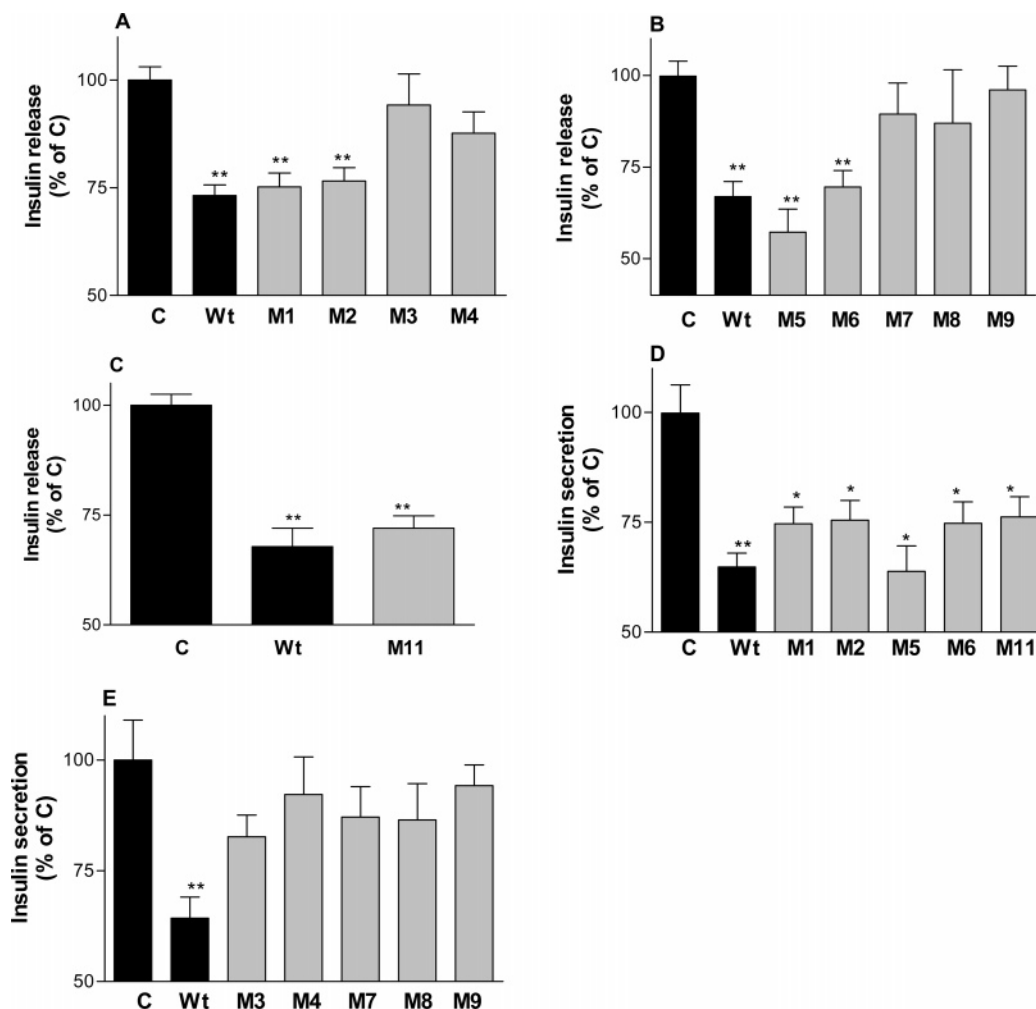 A
Insulin release
(% of C)
100
75
50
**
**
**
C Wt M1 M2 M3 M4
B
Insulin release
(% of C)
100
75
50
**
**
**
C Wt M5 M6 M7 M8 M9
C
Insulin release
(% of C)
100
75
50
**
**
C Wt M11
D
Insulin secretion
(% of C)
100
75
50
**
*
*
*
*
*
C Wt M1 M2 M5 M6 M11
E
Insulin secretion
(% of C)
100
75
50
**
C Wt M3 M4 M7 M8 M9